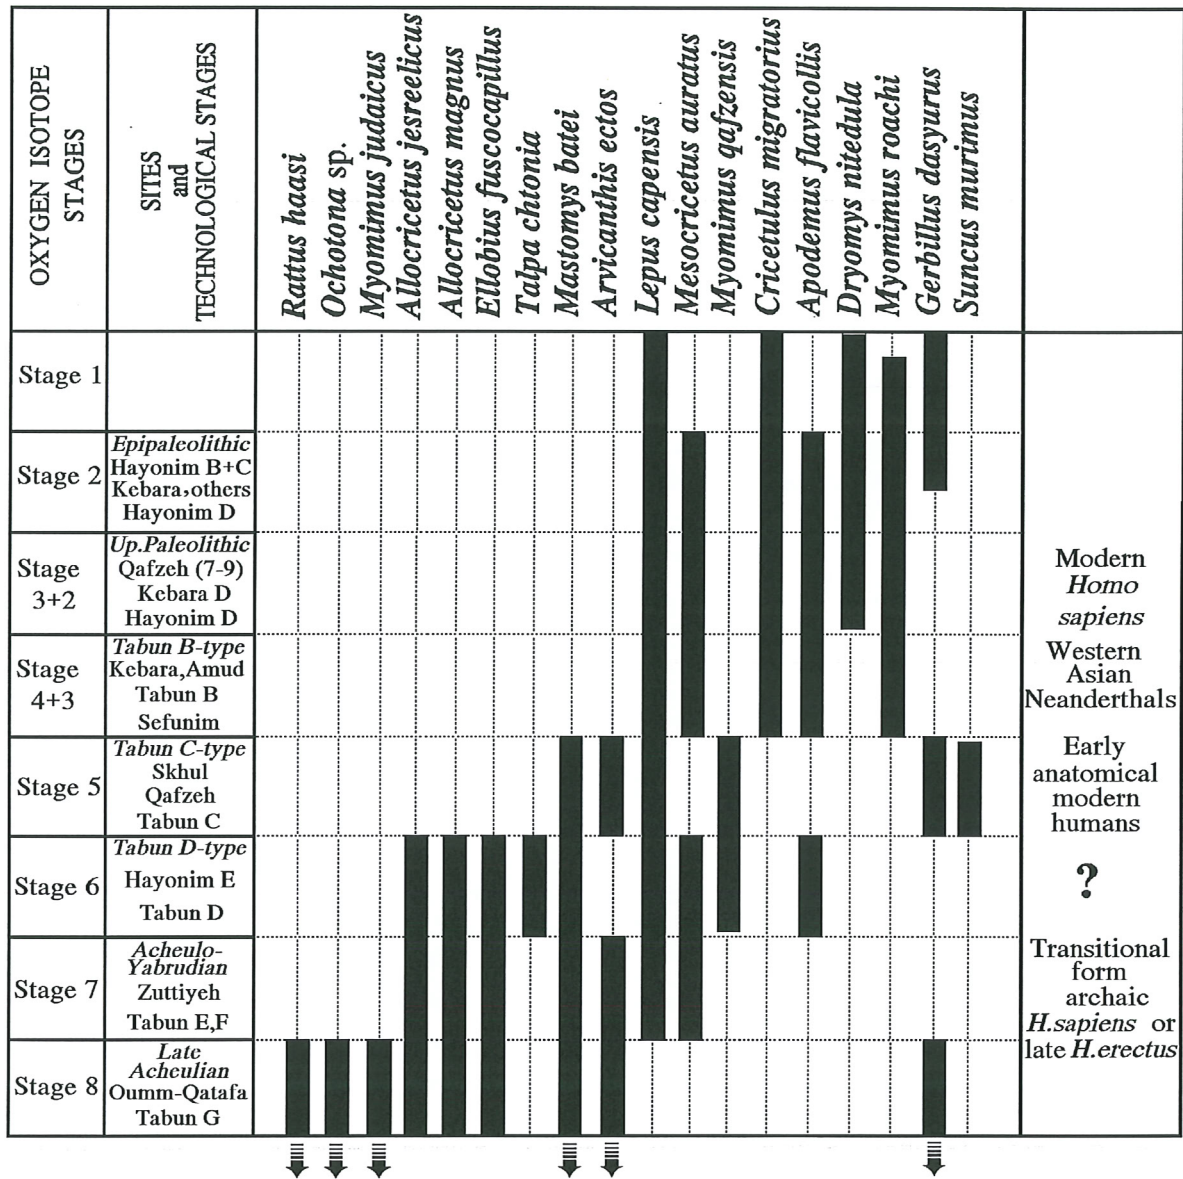 OXYGEN ISOTOPE
STAGES
SITES
and
TECHNOLOGICAL STAGES
Rattus haasi
Ochotona sp.
Myomimus judaicus
Allocricetus jesreelicus
Allocricetus magnus
Ellobius fuscocapillus
Talpa chtonia
Mastomys batei
Arvicanthis ectos
Lepus capensis
Mesocricetus auratus
Myomimus qafzensis
Cricetulus migratorius
Apodemus flavicollis
Dryomys nitedula
Myomimus roachi
Gerbillus dasyurus
Suncus murimus
Stage 1
Stage 2
Epipaleolithic
Hayonim B+C
Kebara,others
Hayonim D
Stage
3+2
Up.Paleolithic
Qafzeh (7-9)
Kebara D
Hayonim D
Modern
Homo
sapiens
Stage
4+3
Tabun B-type
Kebara,Amud
Tabun B
Sefunim
Western
Asian
Neanderthals
Stage 5
Tabun C-type
Skhul
Qafzeh
Tabun C
Early
anatomical
modern
humans
Stage 6
Tabun D-type
Hayonim E
Tabun D
?
Stage 7
Acheulo-
Yabrudian
Zuttiyeh
Tabun E,F
Transitional
form
archaic
H.sapiens or
late H.erectus
Stage 8
Late
Acheulian
Oumm-Qatafa
Tabun G